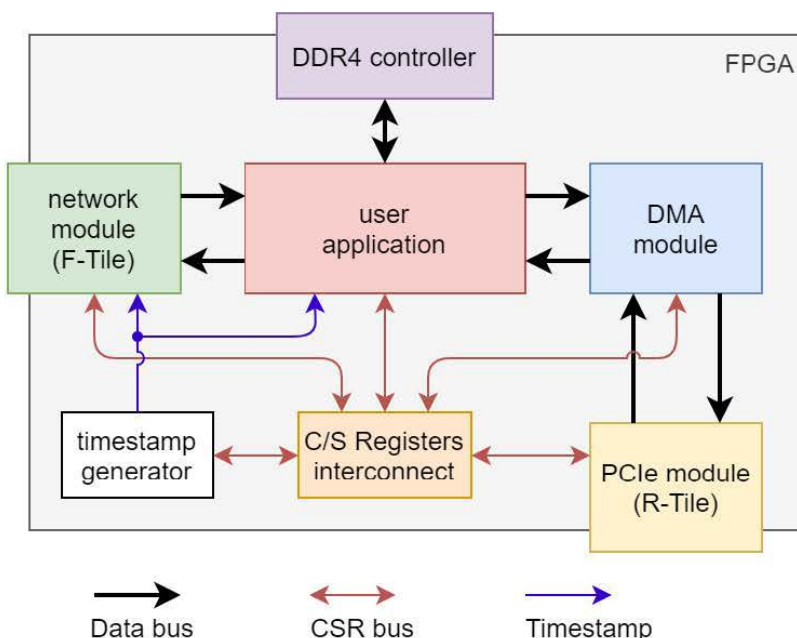 DDR4 controller
FPGA
network
module
(F-Tile)
user
application
DMA
module
timestamp
generator
C/S Registers
interconnect
PCIe module
(R-Tile)
Data bus
CSR bus
Timestamp